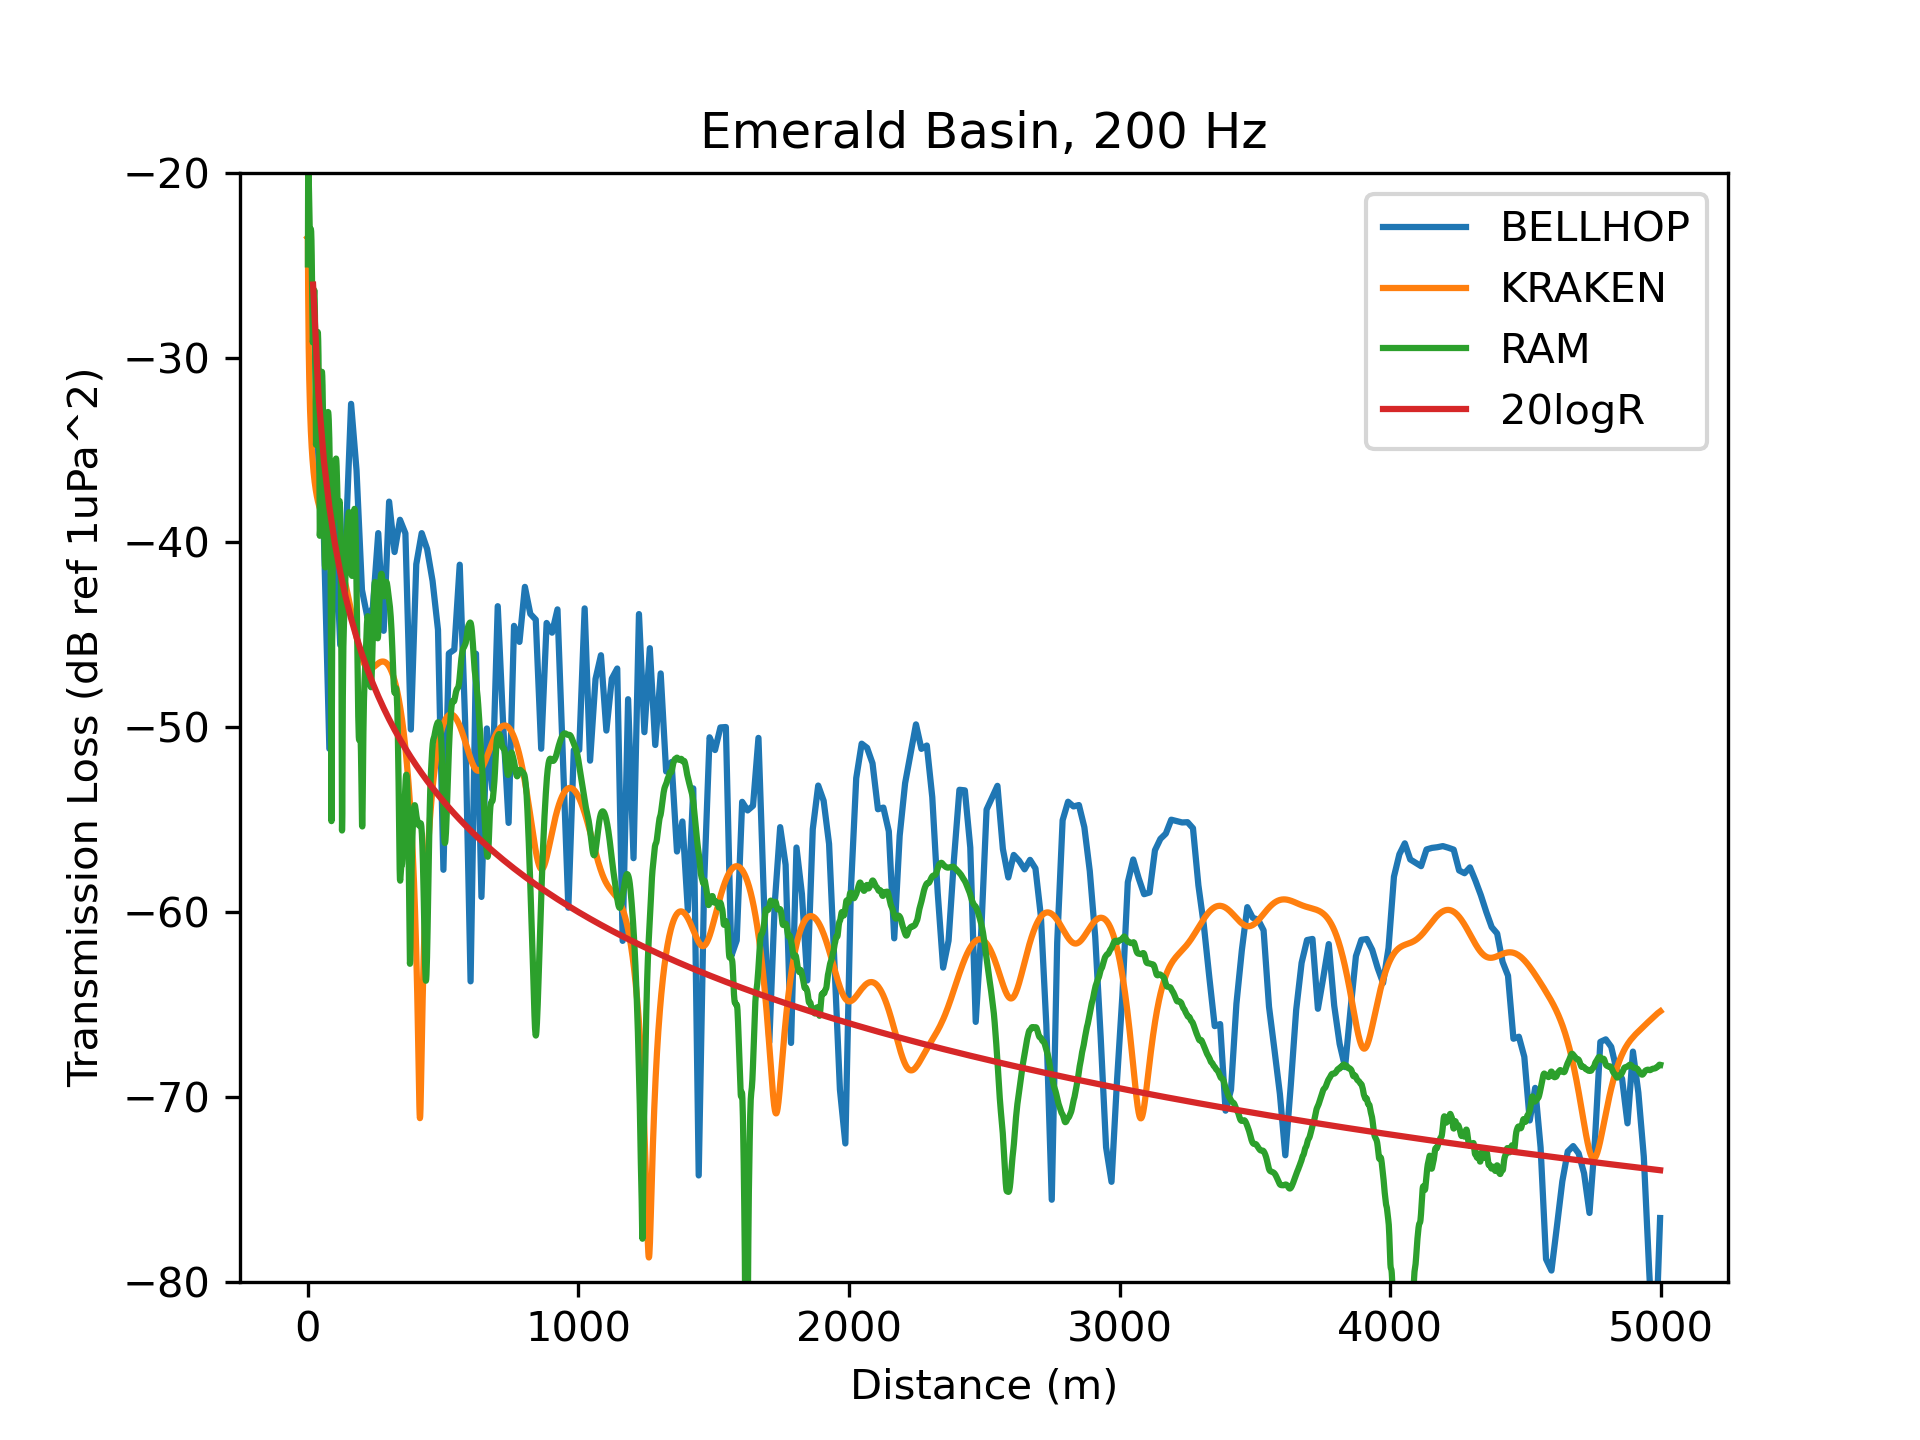 Emerald Basin, 200 Hz
−20
−30
−40
−50
−60
−70
−80
Transmission Loss (dB ref 1uPa^2)
BELLHOP
KRAKEN
RAM
20logR
0 1000 2000 3000 4000 5000
Distance (m)